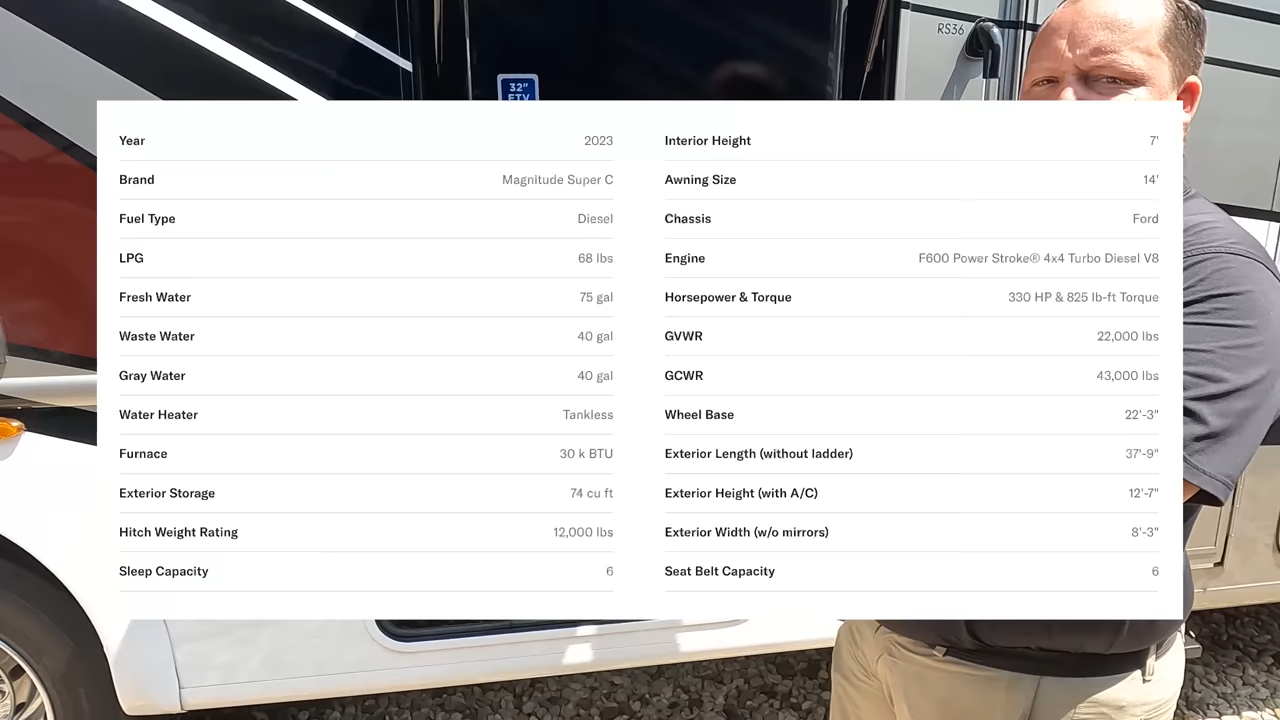 RS36
32"
ETV
Year 2023
Brand Magnitude Super C
Fuel Type Diesel
LPG 68 lbs
Fresh Water 75 gal
Waste Water 40 gal
Gray Water 40 gal
Water Heater Tankless
Furnace 30 k BTU
Exterior Storage 74 cu ft
Hitch Weight Rating 12,000 lbs
Sleep Capacity 6
Interior Height 7'
Awning Size 14'
Chassis Ford
Engine F600 Power Stroke® 4x4 Turbo Diesel V8
Horsepower & Torque 330 HP & 825 lb-ft Torque
GVWR 22,000 lbs
GCWR 43,000 lbs
Wheel Base 22'-3"
Exterior Length (without ladder) 37'-9"
Exterior Height (with A/C) 12'-7"
Exterior Width (w/o mirrors) 8'-3"
Seat Belt Capacity 6